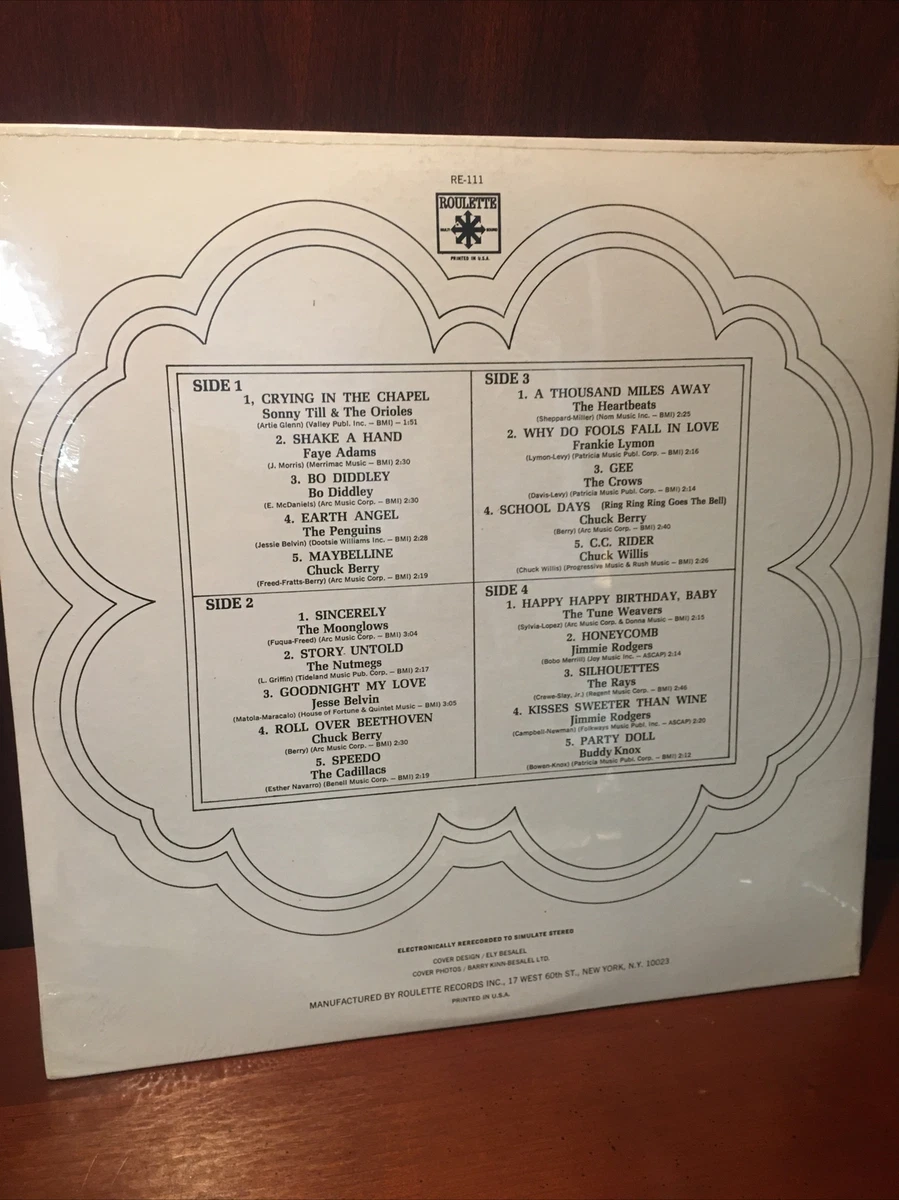 RE-111
ROULETTE
PRINTED IN U.S.A.
SIDE 1
1, CRYING IN THE CHAPEL
Sonny Till & The Orioles
(Artie Glenn) (Valley Publ. Inc. — BMI) — 1:51
2. SHAKE A HAND
Faye Adams
(J. Morris) (Merrimac Music — BMI) 2:30
3. BO DIDDLEY
Bo Diddley
(E. McDaniels) (Arc Music Corp. — BMI) 2:30
4. EARTH ANGEL
The Penguins
(Jessie Belvin) (Dootsie Williams Inc. — BMI) 2:28
5. MAYBELLINE
Chuck Berry
(Freed-Fratts-Berry) (Arc Music Corp. — BMI) 2:19
SIDE 2
1. SINCERELY
The Moonglows
(Fuqua-Freed) (Arc Music Corp. — BMI) 3:04
2. STORY UNTOLD
The Nutmegs
(L. Griffin) (Tideland Music Pub. Corp. — BMI) 2:17
3. GOODNIGHT MY LOVE
Jesse Belvin
(Matola-Maracalo) (House of Fortune & Quintet Music — BMI) 3:05
4. ROLL OVER BEETHOVEN
Chuck Berry
(Berry) (Arc Music Corp. — BMI) 2:30
5. SPEEDO
The Cadillacs
(Esther Navarro) (Benell Music Corp. — BMI) 2:19
SIDE 3
1. A THOUSAND MILES AWAY
The Heartbeats
(Sheppard-Miller) (Nom Music Inc. — BMI) 2:25
2. WHY DO FOOLS FALL IN LOVE
Frankie Lymon
(Lymon-Levy) (Patricia Music Publ. Corp. — BMI) 2:16
3. GEE
The Crows
(Davis-Levy) (Patricia Music Publ. Corp. — BMI) 2:14
4. SCHOOL DAYS (Ring Ring Ring Goes The Bell)
Chuck Berry
(Berry) (Arc Music Corp. — BMI) 2:40
5. C.C. RIDER
Chuck Willis
(Chuck Willis) (Progressive Music & Rush Music — BMI) 2:26
SIDE 4
1. HAPPY HAPPY BIRTHDAY, BABY
The Tune Weavers
(Sylvia-Lopez) (Arc Music Corp. & Donna Music — BMI) 2:15
2. HONEYCOMB
Jimmie Rodgers
(Bobo Merrill) (Joy Music Inc. — ASCAP) 2:14
3. SILHOUETTES
The Rays
(Crewe-Slay, Jr.) (Regent Music Corp. — BMI) 2:46
4. KISSES SWEETER THAN WINE
Jimmie Rodgers
(Campbell-Newman) (Folkways Music Publ. Inc. — ASCAP) 2:20
5. PARTY DOLL
Buddy Knox
(Bowen-Knox) (Patricia Music Publ. Corp. — BMI) 2:12
ELECTRONICALLY RERECORDED TO SIMULATE STEREO
COVER DESIGN / ELY BESALEL
COVER PHOTOS / BARRY KINN-BESALEL LTD.
MANUFACTURED BY ROULETTE RECORDS INC., 17 WEST 60th ST., NEW YORK, N.Y. 10023
PRINTED IN U.S.A.